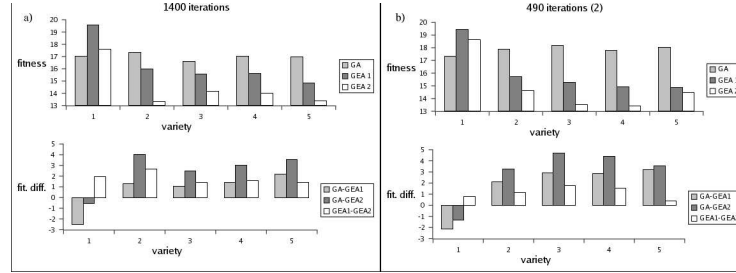 1400 iterations
a)
20
19
18
17
16
15
14
13
fitness
GA
GEA 1
GEA 2
1 2 3 4 5
variety
5
4
3
2
1
0
-1
-2
-3
fit. diff.
GA-GEA1
GA-GEA2
GEA1-GEA2
1 2 3 4 5
variety
490 iterations (2)
b)
20
19
18
17
16
15
14
13
fitness
GA
GEA 1
GEA 2
1 2 3 4 5
variety
5
4
3
2
1
0
-1
-2
-3
fit. diff.
GA-GEA1
GA-GEA2
GEA1-GEA2
1 2 3 4 5
variety